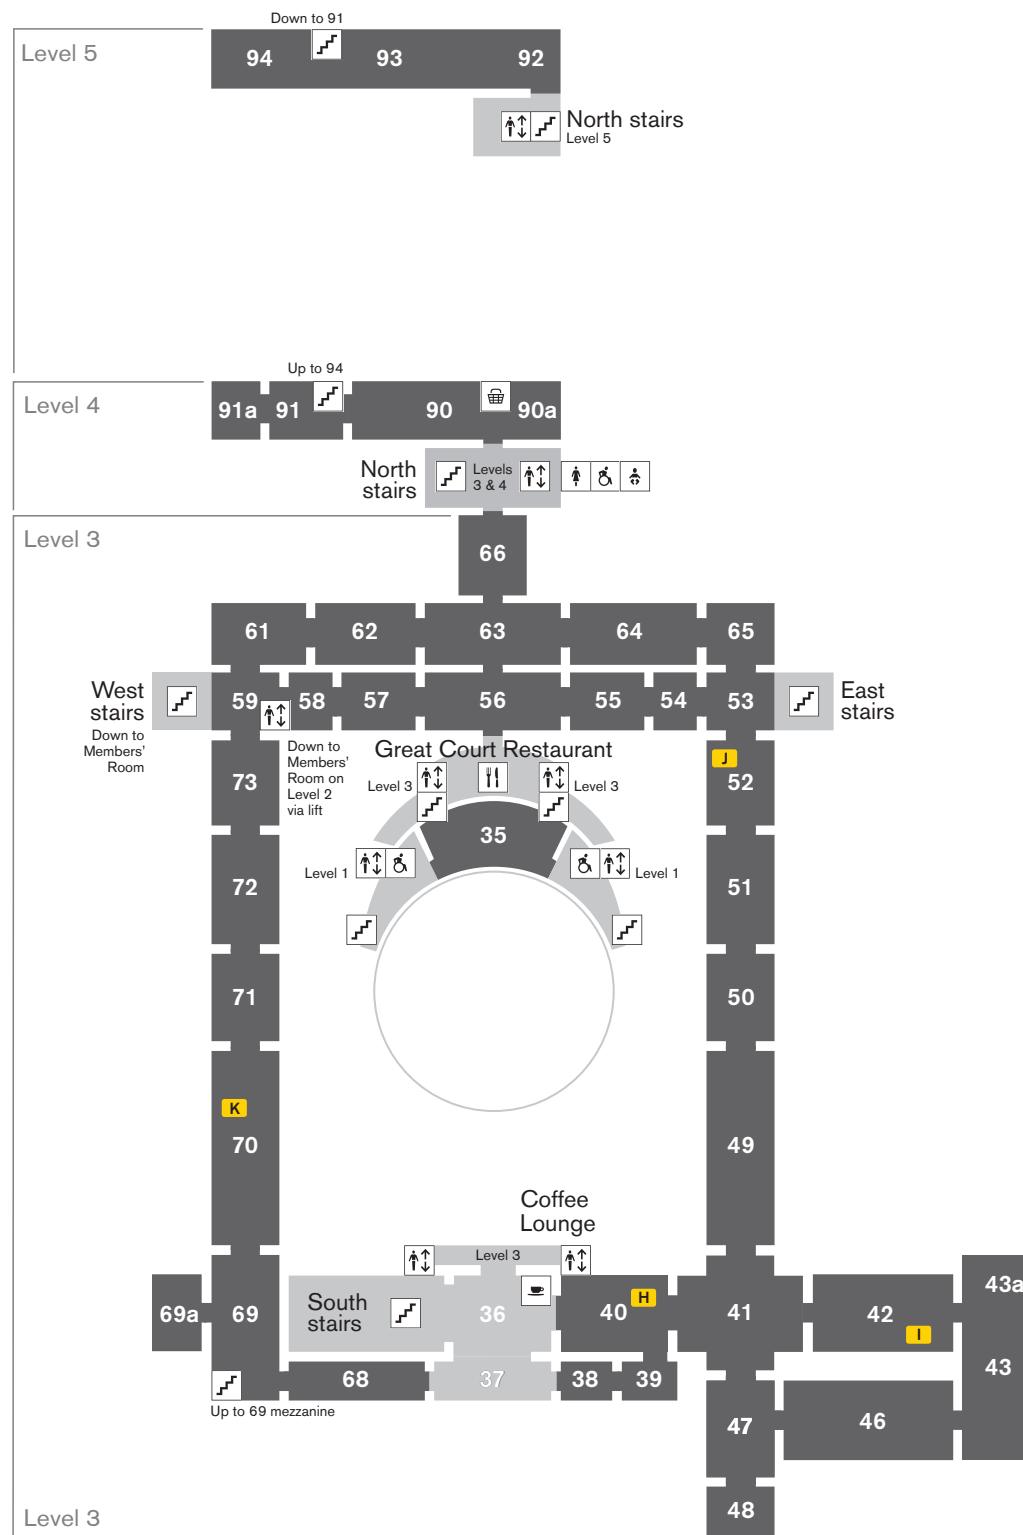 Down to 91
Level 5
94
93
92
North stairs
Level 5
Up to 94
Level 4
91a
91
90
90a
North
stairs
Levels
3 & 4
Level 3
66
61
62
63
64
65
West
stairs
Down to
Members'
Room
59
58
57
56
55
54
53
East
stairs
73
Down to
Members'
Room on
Level 2
via lift
Great Court Restaurant
Level 3
Level 3
J
52
35
Level 1
Level 1
72
51
71
50
K
70
49
Coffee
Lounge
Level 3
69a
69
South
stairs
36
40
H
41
42
I
43a
43
68
37
38
39
Up to 69 mezzanine
47
46
48
Level 3